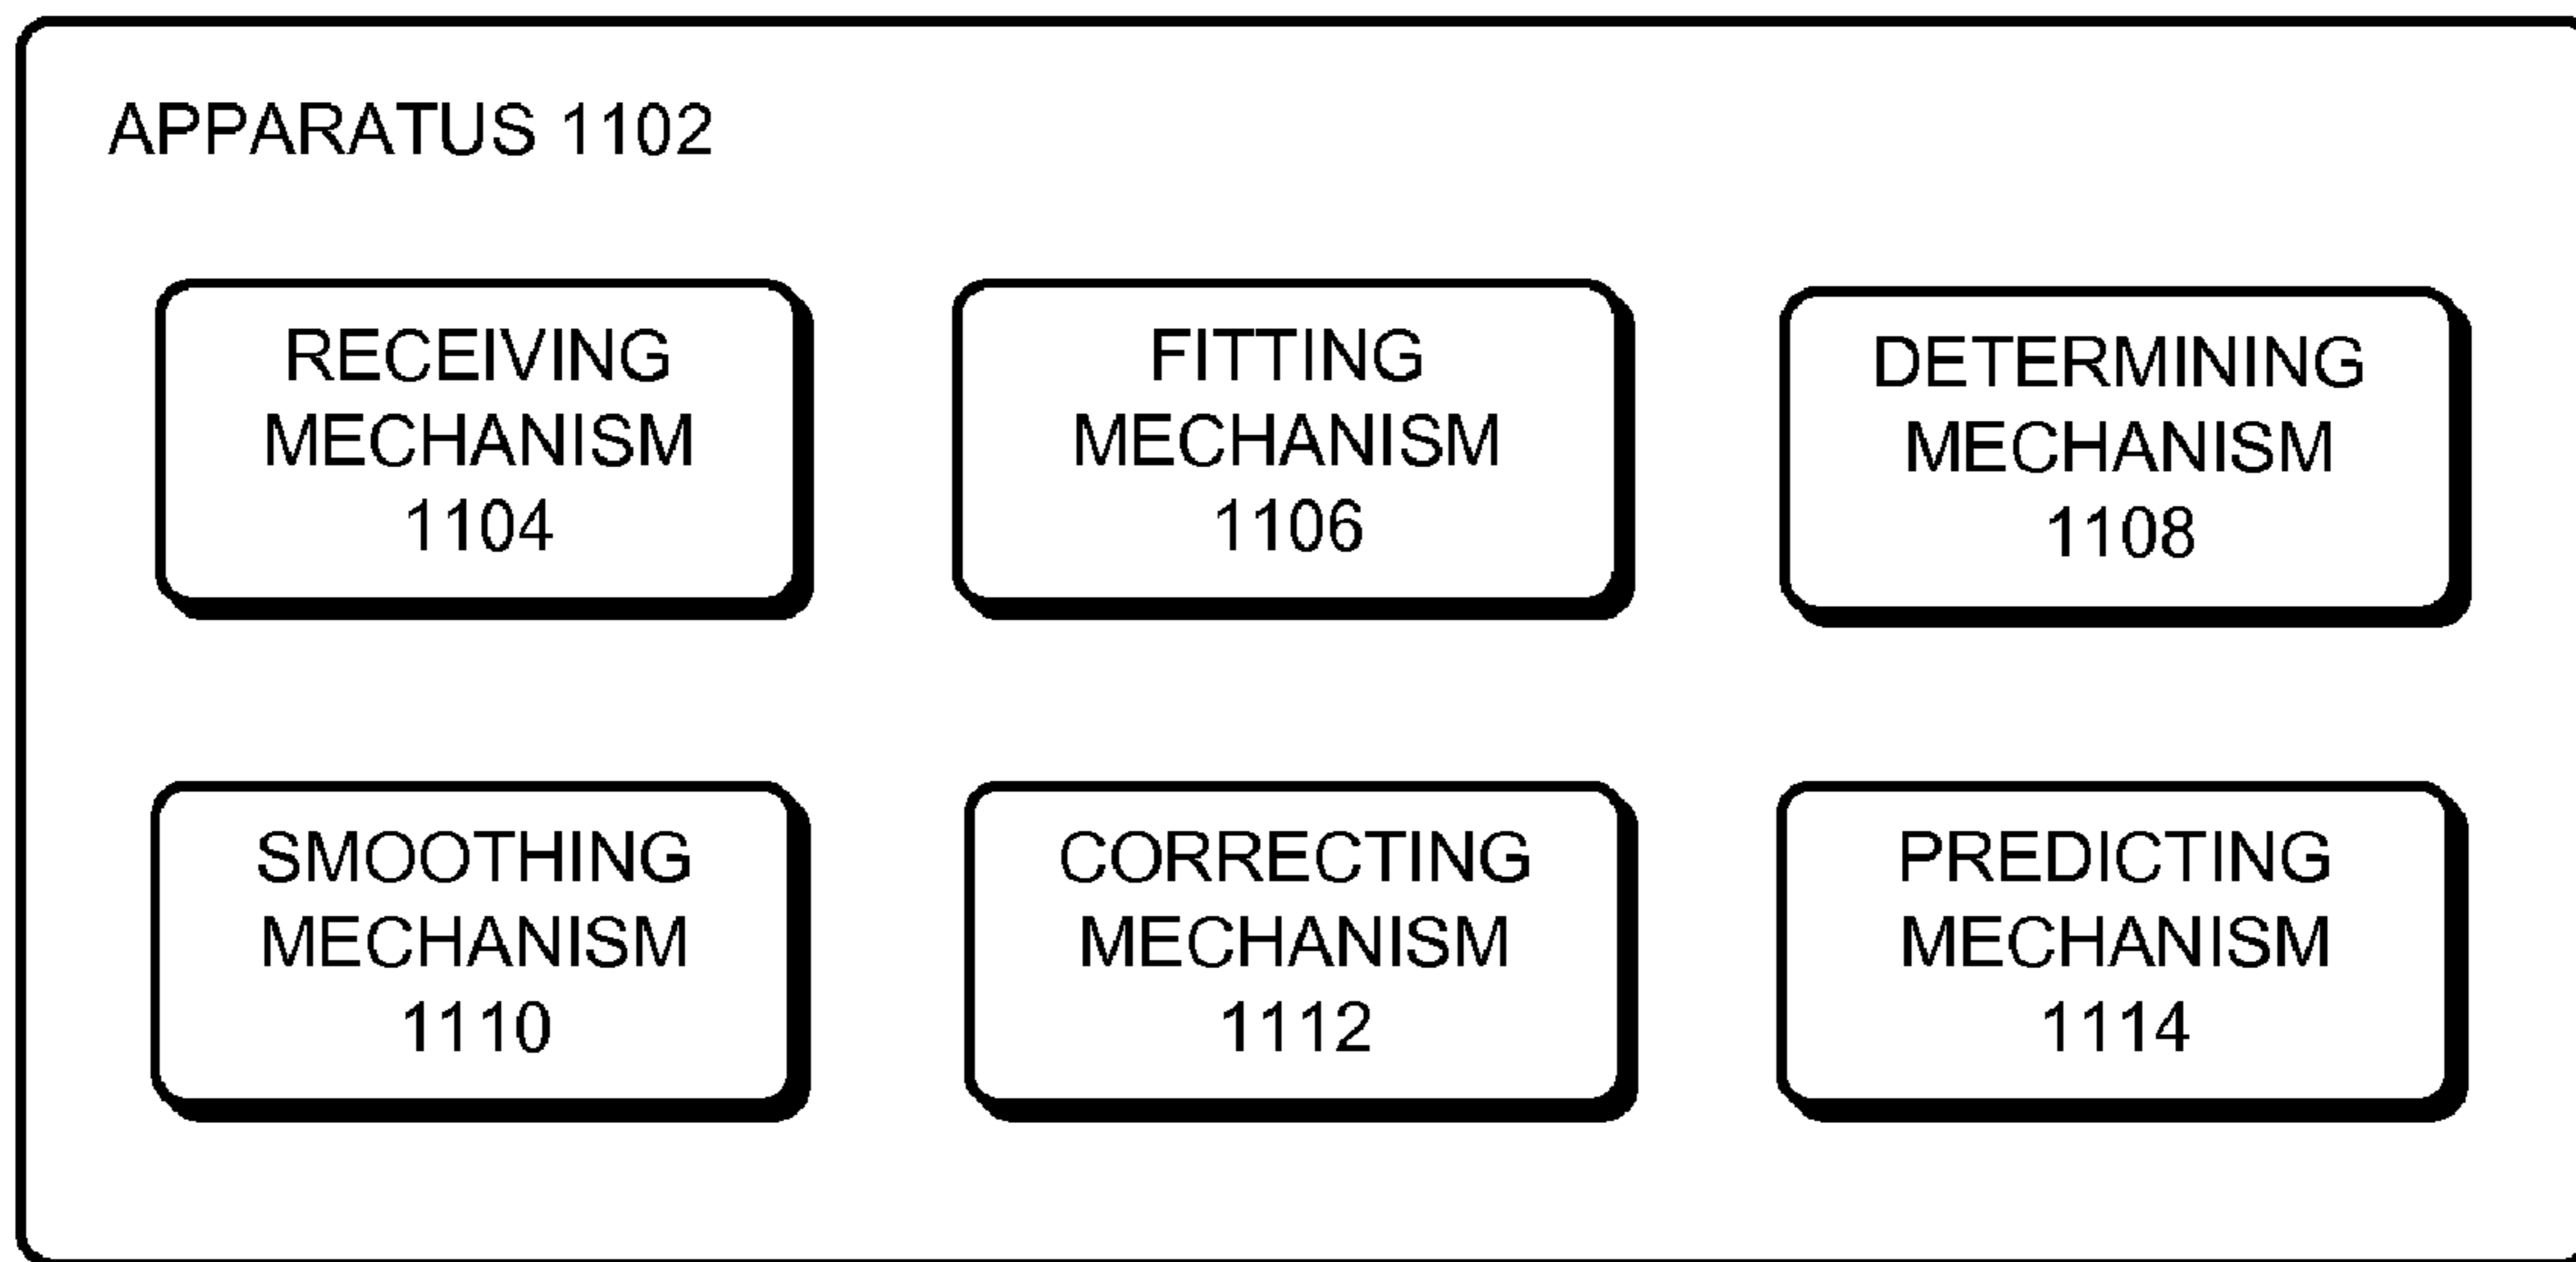 APPARATUS 1102
RECEIVING
MECHANISM
1104
FITTING
MECHANISM
1106
DETERMINING
MECHANISM
1108
SMOOTHING
MECHANISM
1110
CORRECTING
MECHANISM
1112
PREDICTING
MECHANISM
1114